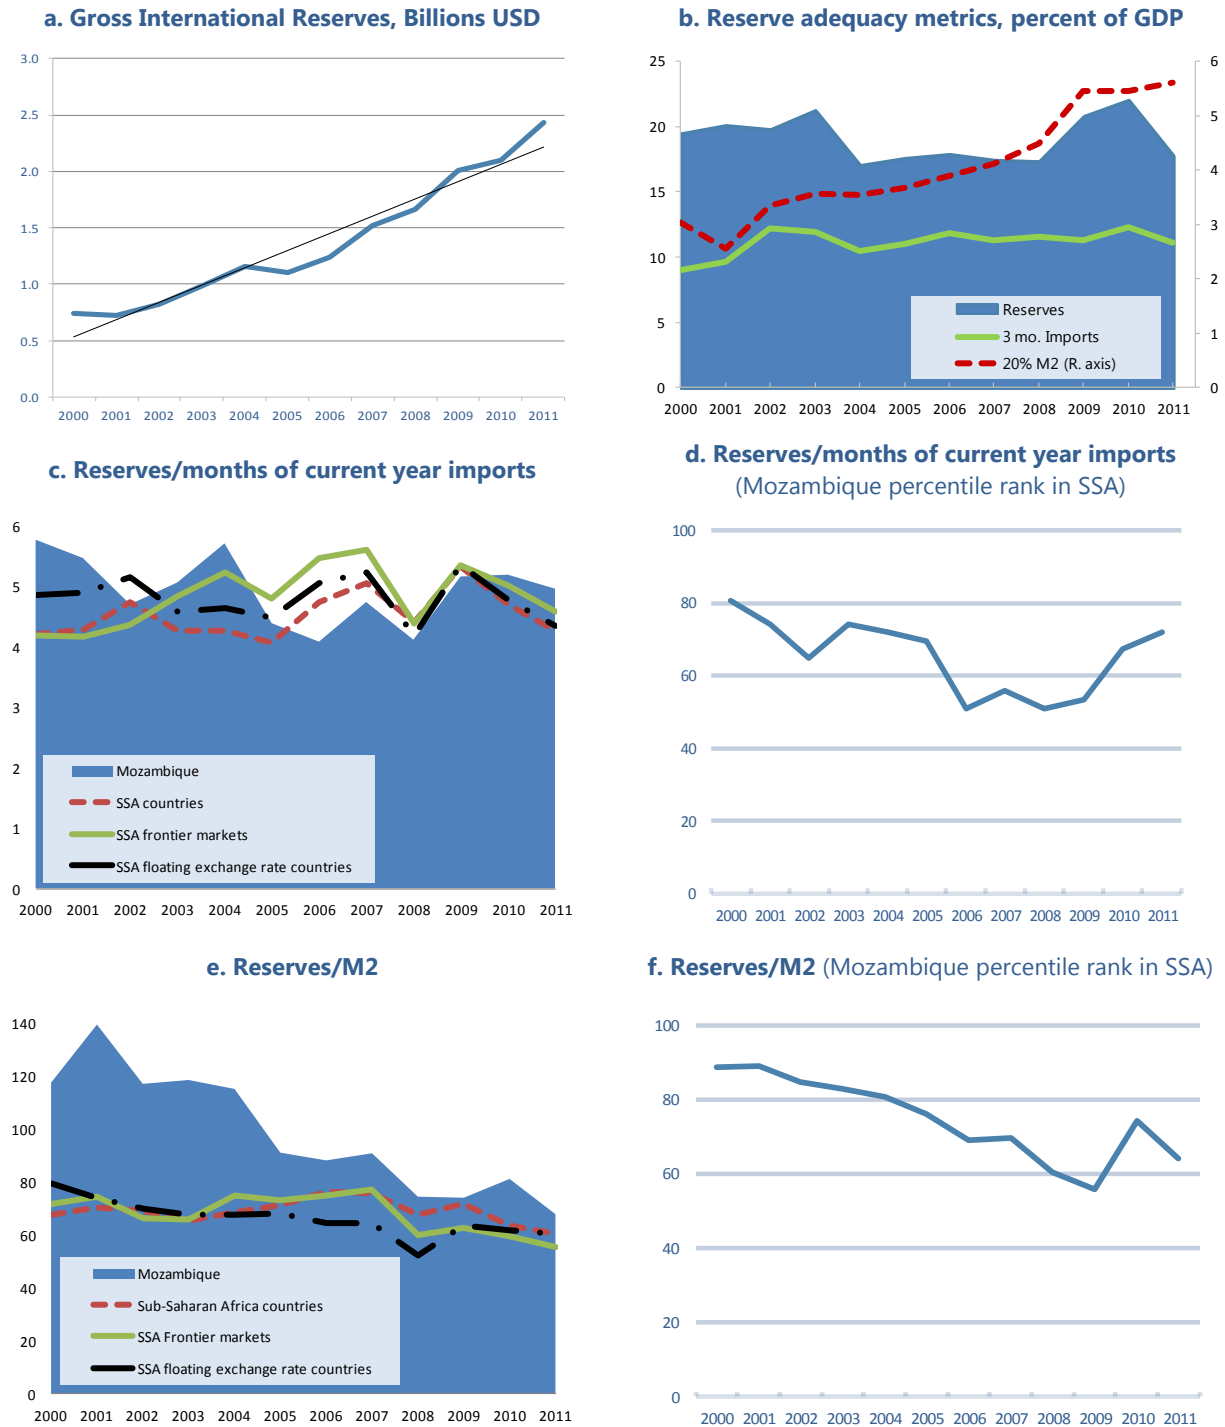 a. Gross International Reserves, Billions USD
3.0
2.5
2.0
1.5
1.0
0.5
0.0
2000 2001 2002 2003 2004 2005 2006 2007 2008 2009 2010 2011
b. Reserve adequacy metrics, percent of GDP
25
20
15
10
5
0
6
5
4
3
2
1
0
Reserves
3 mo. Imports
20% M2 (R. axis)
2000 2001 2002 2003 2004 2005 2006 2007 2008 2009 2010 2011
c. Reserves/months of current year imports
6
5
4
3
2
1
0
Mozambique
SSA countries
SSA frontier markets
SSA floating exchange rate countries
2000 2001 2002 2003 2004 2005 2006 2007 2008 2009 2010 2011
d. Reserves/months of current year imports
(Mozambique percentile rank in SSA)
100
80
60
40
20
0
2000 2001 2002 2003 2004 2005 2006 2007 2008 2009 2010 2011
e. Reserves/M2
140
120
100
80
60
40
20
0
Mozambique
Sub-Saharan Africa countries
SSA Frontier markets
SSA floating exchange rate countries
2000 2001 2002 2003 2004 2005 2006 2007 2008 2009 2010 2011
f. Reserves/M2 (Mozambique percentile rank in SSA)
100
80
60
40
20
0
2000 2001 2002 2003 2004 2005 2006 2007 2008 2009 2010 2011